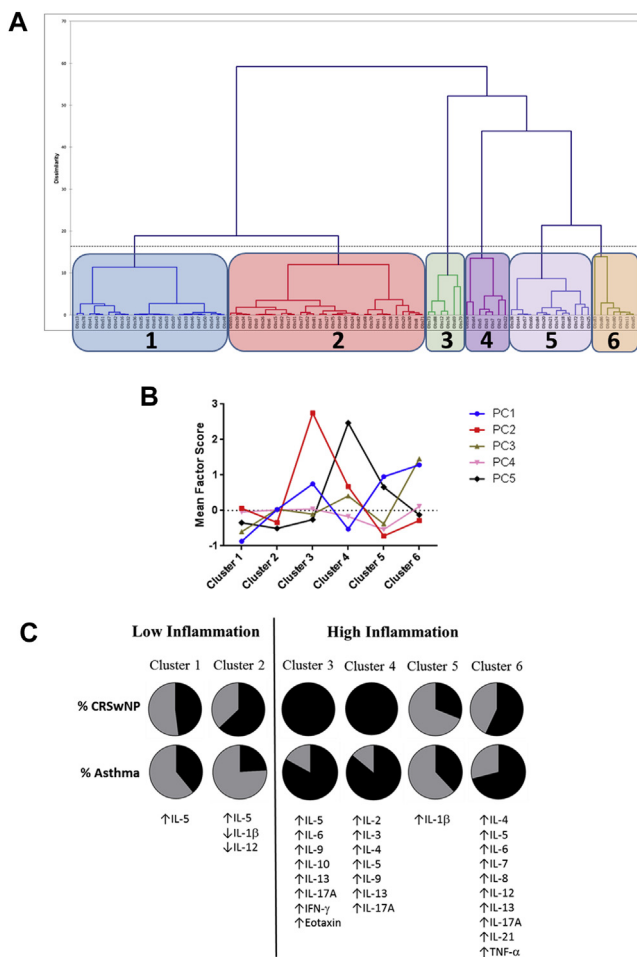 A
70
60
50
40
30
20
10
0
Dissimilarity
1 2 3 4 5 6
B
3
2
1
0
-1
Mean Factor Score
Cluster 1 Cluster 2 Cluster 3 Cluster 4 Cluster 5 Cluster 6
PC1
PC2
PC3
PC4
PC5
C
Low Inflammation High Inflammation
Cluster 1 Cluster 2 Cluster 3 Cluster 4 Cluster 5 Cluster 6
% CRSwNP
% Asthma
↑IL-5
↑IL-5
↓IL-1β
↓IL-12
↑IL-5
↑IL-6
↑IL-9
↑IL-10
↑IL-13
↑IL-17A
↑IFN-γ
↑Eotaxin
↑IL-2
↑IL-3
↑IL-4
↑IL-5
↑IL-9
↑IL-13
↑IL-17A
↑IL-1β
↑IL-4
↑IL-5
↑IL-6
↑IL-7
↑IL-8
↑IL-12
↑IL-13
↑IL-17A
↑IL-21
↑TNF-α